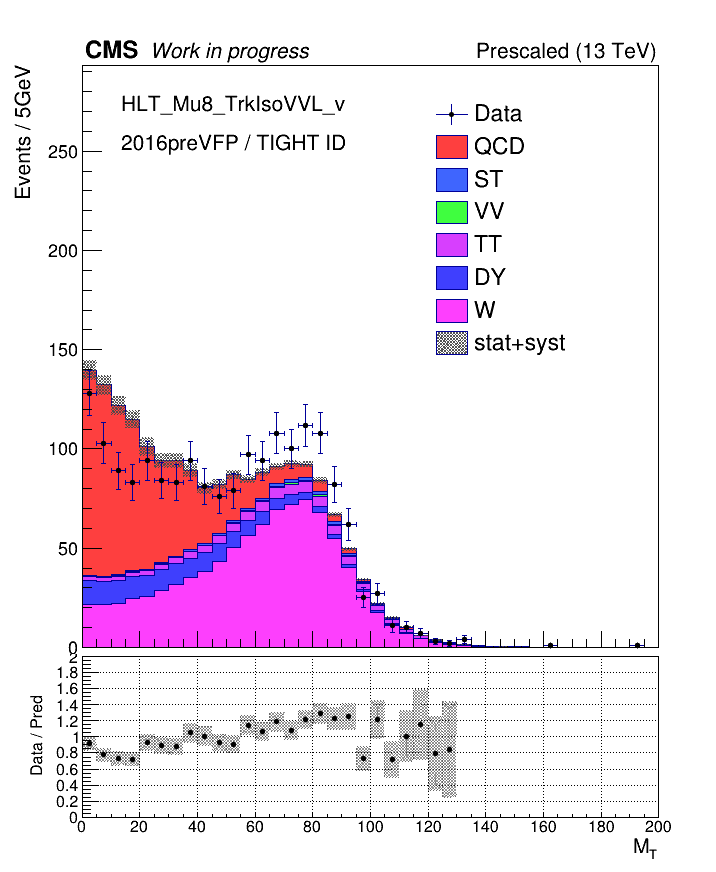 CMS Work in progress Prescaled (13 TeV)
Events / 5GeV
HLT_Mu8_TrkIsoVVL_v
2016preVFP / TIGHT ID
Data
QCD
ST
VV
TT
DY
W
stat+syst
250
200
150
100
50
0
Data / Pred
2
1.8
1.6
1.4
1.2
1
0.8
0.6
0.4
0.2
0
0 20 40 60 80 100 120 140 160 180 200
M_T